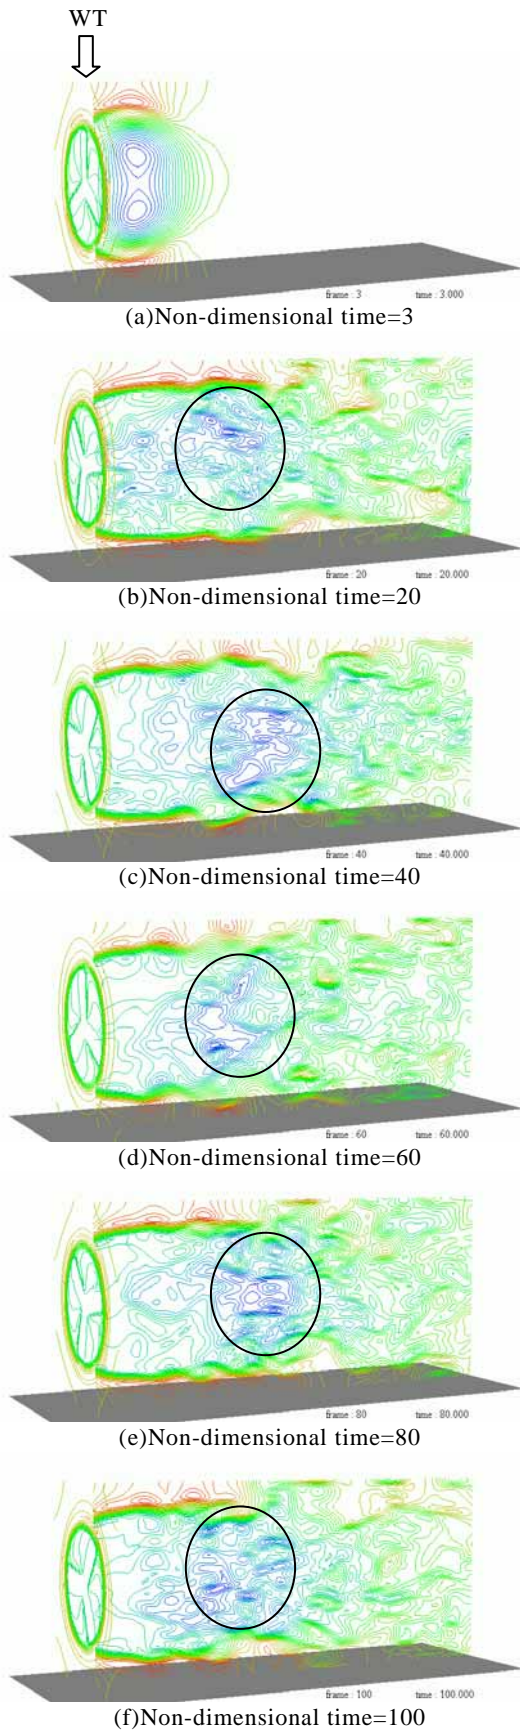 WT
frame : 3 time : 3.000
(a)Non-dimensional time=3
frame : 20 time : 20.000
(b)Non-dimensional time=20
frame : 40 time : 40.000
(c)Non-dimensional time=40
frame : 60 time : 60.000
(d)Non-dimensional time=60
frame : 80 time : 80.000
(e)Non-dimensional time=80
frame : 100 time : 100.000
(f)Non-dimensional time=100